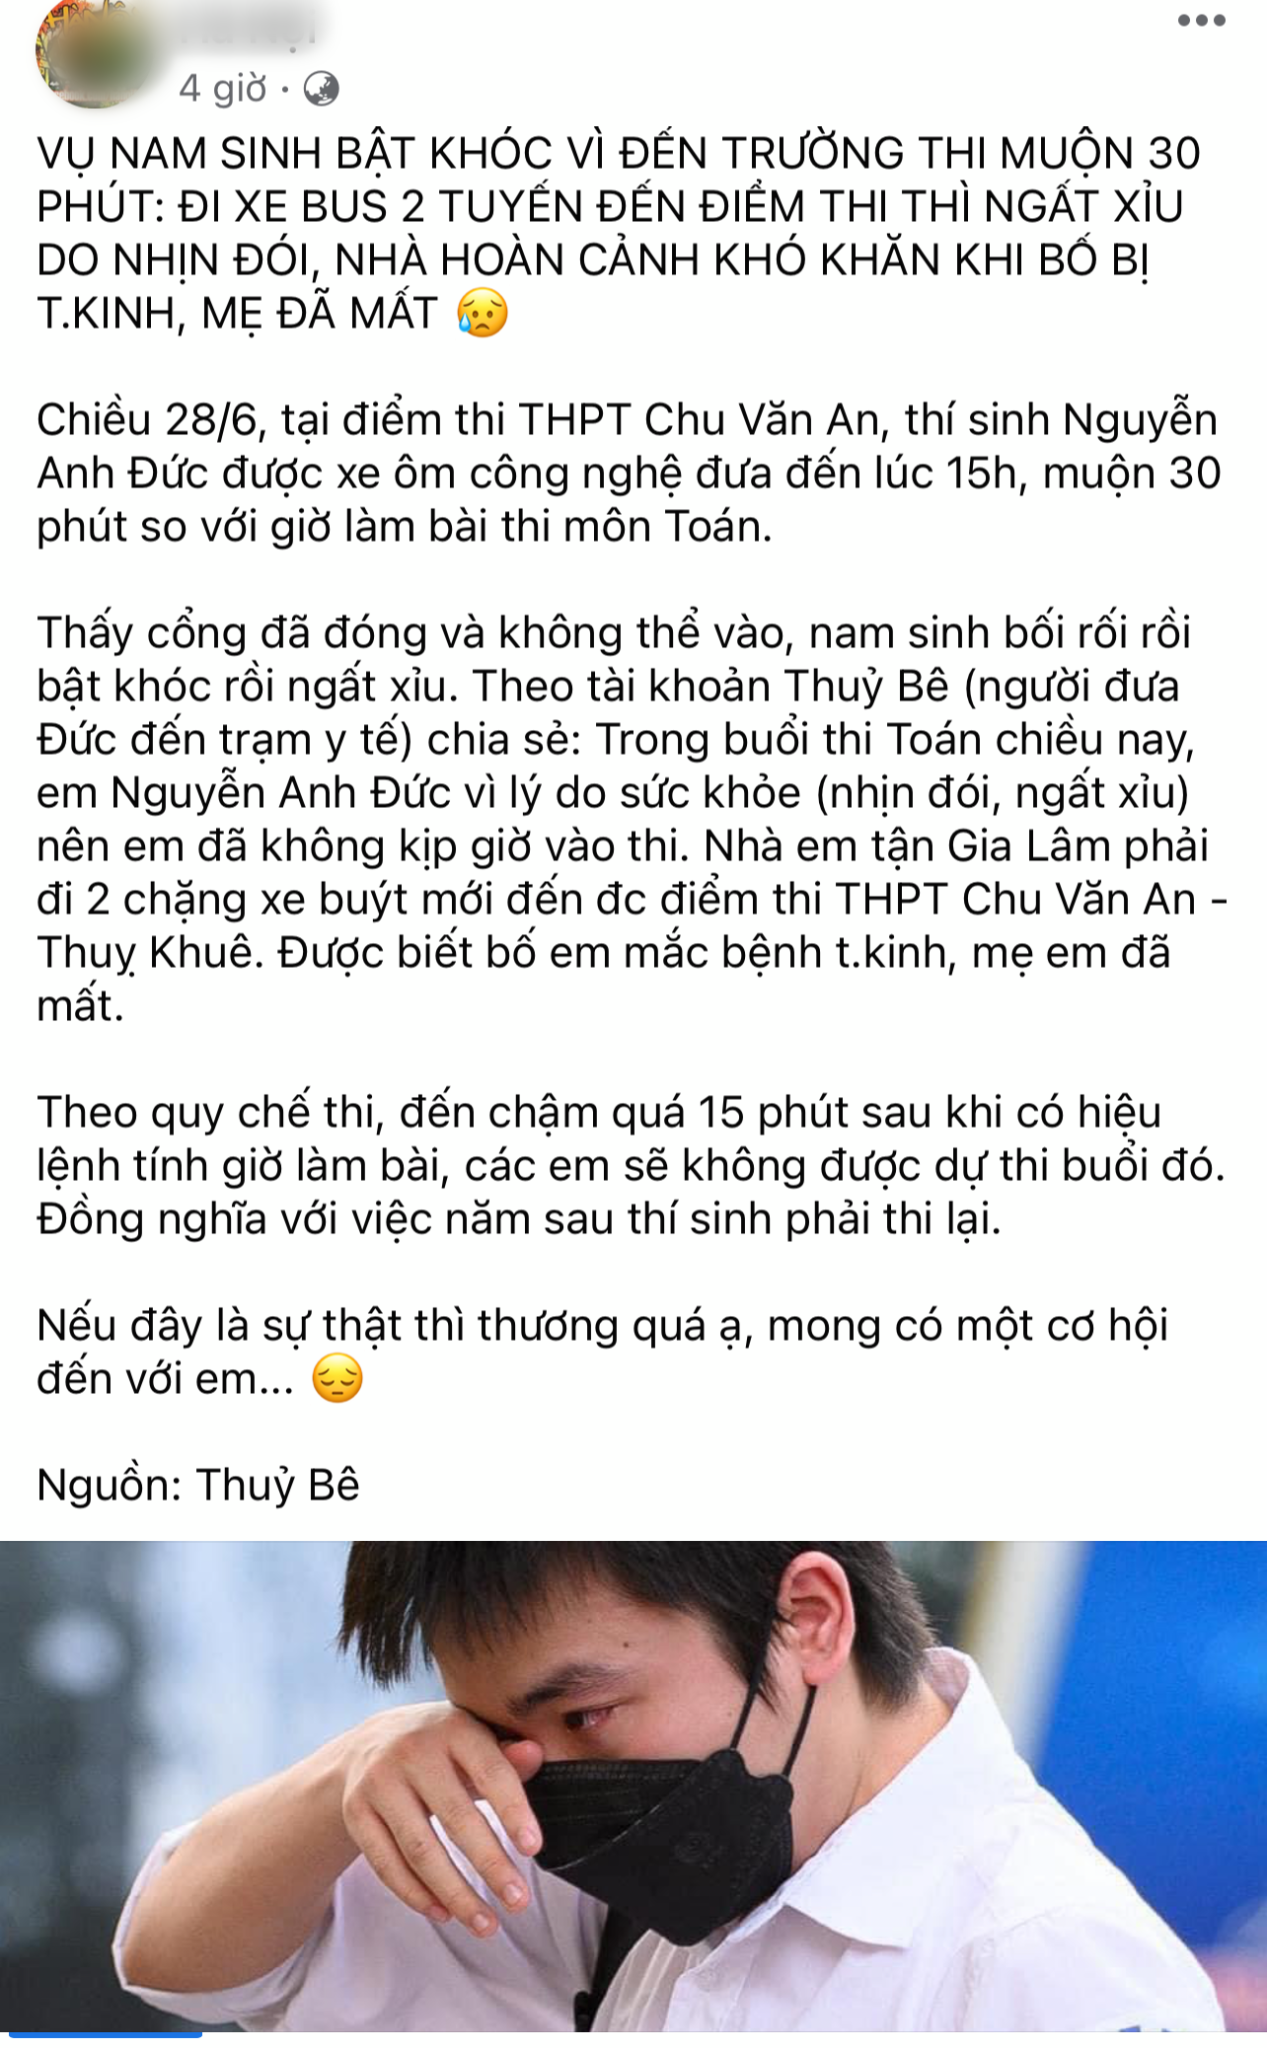 4 giờ ·
VỤ NAM SINH BẬT KHÓC VÌ ĐẾN TRƯỜNG THI MUỘN 30
PHÚT: ĐI XE BUS 2 TUYẾN ĐẾN ĐIỂM THI THÌ NGẤT XỈU
DO NHỊN ĐÓI, NHÀ HOÀN CẢNH KHÓ KHĂN KHI BỐ BỊ
T.KINH, MẸ ĐÃ MẤT 😥
Chiều 28/6, tại điểm thi THPT Chu Văn An, thí sinh Nguyễn
Anh Đức được xe ôm công nghệ đưa đến lúc 15h, muộn 30
phút so với giờ làm bài thi môn Toán.
Thấy cổng đã đóng và không thể vào, nam sinh bối rối rồi
bật khóc rồi ngất xỉu. Theo tài khoản Thuỷ Bê (người đưa
Đức đến trạm y tế) chia sẻ: Trong buổi thi Toán chiều nay,
em Nguyễn Anh Đức vì lý do sức khỏe (nhịn đói, ngất xỉu)
nên em đã không kịp giờ vào thi. Nhà em tận Gia Lâm phải
đi 2 chặng xe buýt mới đến đc điểm thi THPT Chu Văn An -
Thuỵ Khuê. Được biết bố em mắc bệnh t.kinh, mẹ em đã
mất.
Theo quy chế thi, đến chậm quá 15 phút sau khi có hiệu
lệnh tính giờ làm bài, các em sẽ không được dự thi buổi đó.
Đồng nghĩa với việc năm sau thí sinh phải thi lại.
Nếu đây là sự thật thì thương quá ạ, mong có một cơ hội
đến với em... 😔
Nguồn: Thuỷ Bê